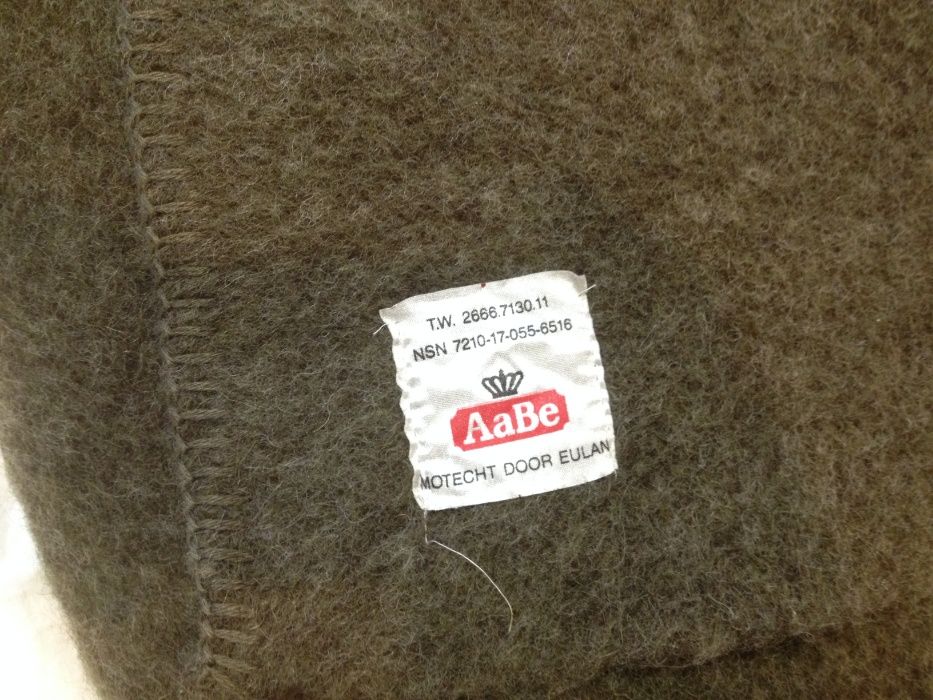 T.W. 2666.7130.11
NSN 7210-17-055-6516
AaBe
MOTECHT DOOR EULAN